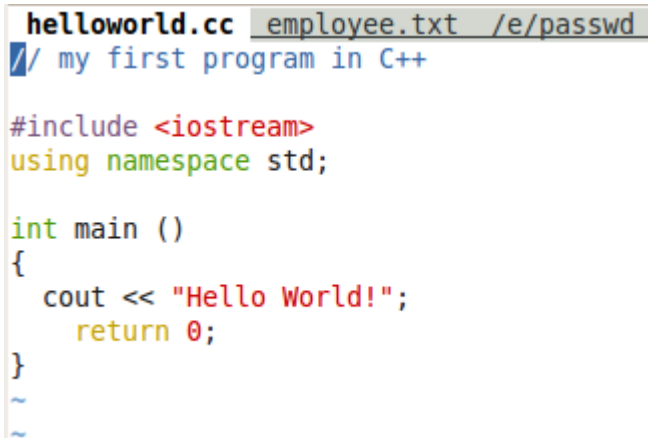 helloworld.cc employee.txt /e/passwd
// my first program in C++
#include <iostream>
using namespace std;
int main ()
{
  cout << "Hello World!";
    return 0;
}
~
~